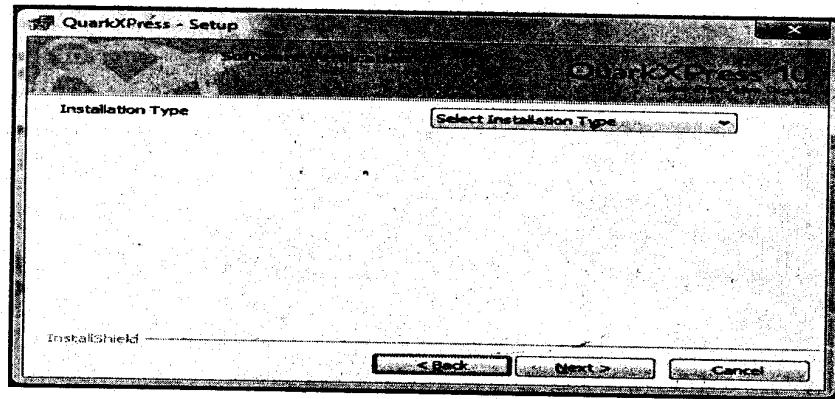 QuarkXPress - Setup
QuarkXPress 10
Installation Type
Select Installation Type
InstallShield
< Back
Next >
Cancel